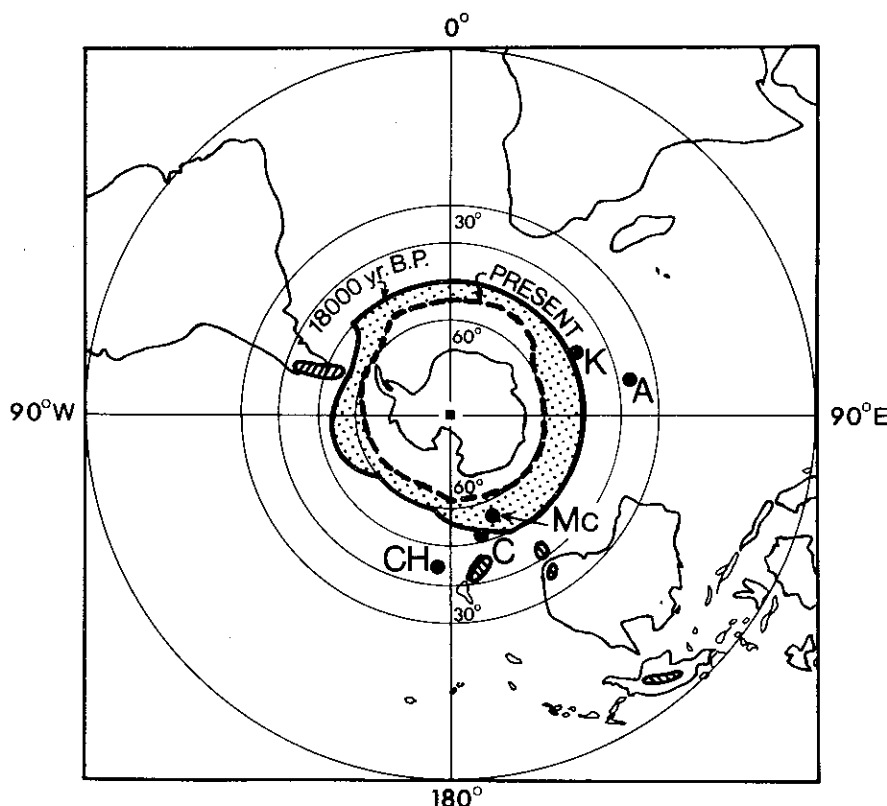 0°
30°
18000 yr. B.P.
PRESENT
60°
K
A
90°W
90°E
60°
Mc
C
CH
30°
180°